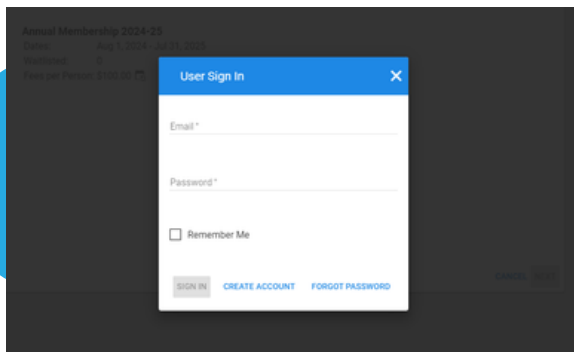 Annual Membership 2024-25
Dates: Aug 1, 2024 - Jul 31, 2025
Waitlisted: 0
Fees per Person: $100.00
User Sign In
Email *
Password *
Remember Me
SIGN IN CREATE ACCOUNT FORGOT PASSWORD
CANCEL NEXT